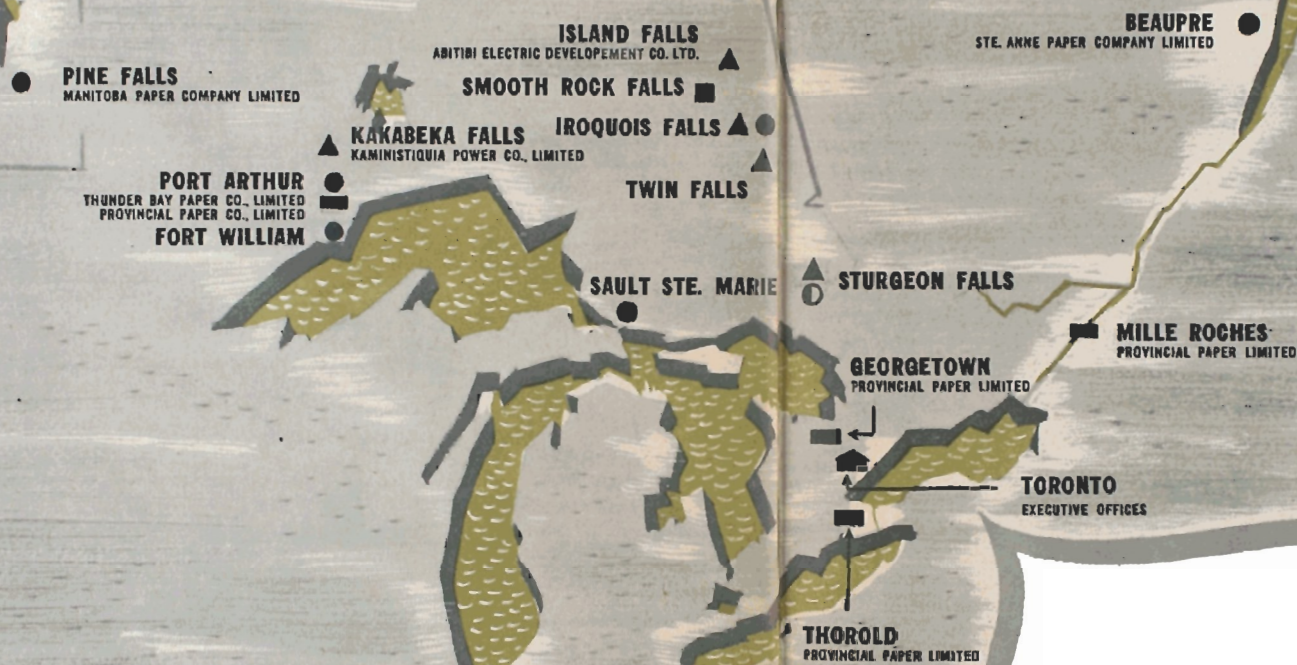 BEAUPRE
STE. ANNE PAPER COMPANY LIMITED
ISLAND FALLS
ABITIBI ELECTRIC DEVELOPEMENT CO. LTD.
PINE FALLS
MANITOBA PAPER COMPANY LIMITED
SMOOTH ROCK FALLS
IROQUOIS FALLS
KAKABEKA FALLS
KAMINISTIQUIA POWER CO., LIMITED
TWIN FALLS
PORT ARTHUR
THUNDER BAY PAPER CO., LIMITED
PROVINCIAL PAPER CO., LIMITED
FORT WILLIAM
SAULT STE. MARIE
STURGEON FALLS
MILLE ROCHES
PROVINCIAL PAPER LIMITED
GEORGETOWN
PROVINCIAL PAPER LIMITED
TORONTO
EXECUTIVE OFFICES
THOROLD
PROVINCIAL PAPER LIMITED